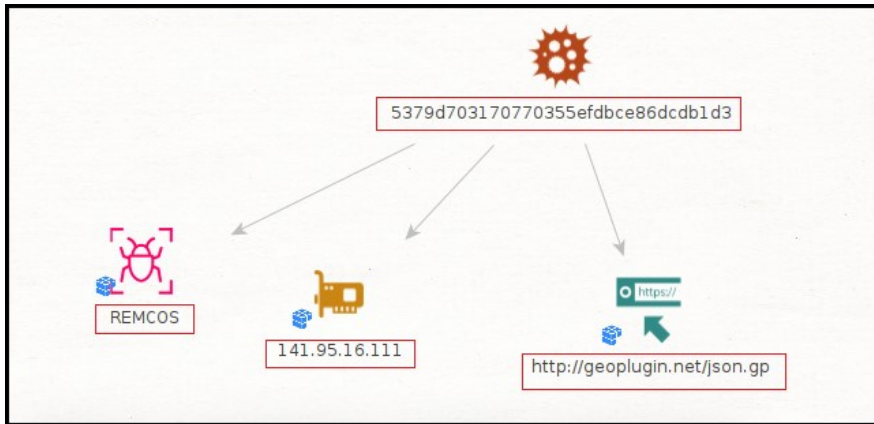 5379d703170770355efdbce86dcdb1d3
https://
REMCOS
141.95.16.111
http://geoplugin.net/json.gp